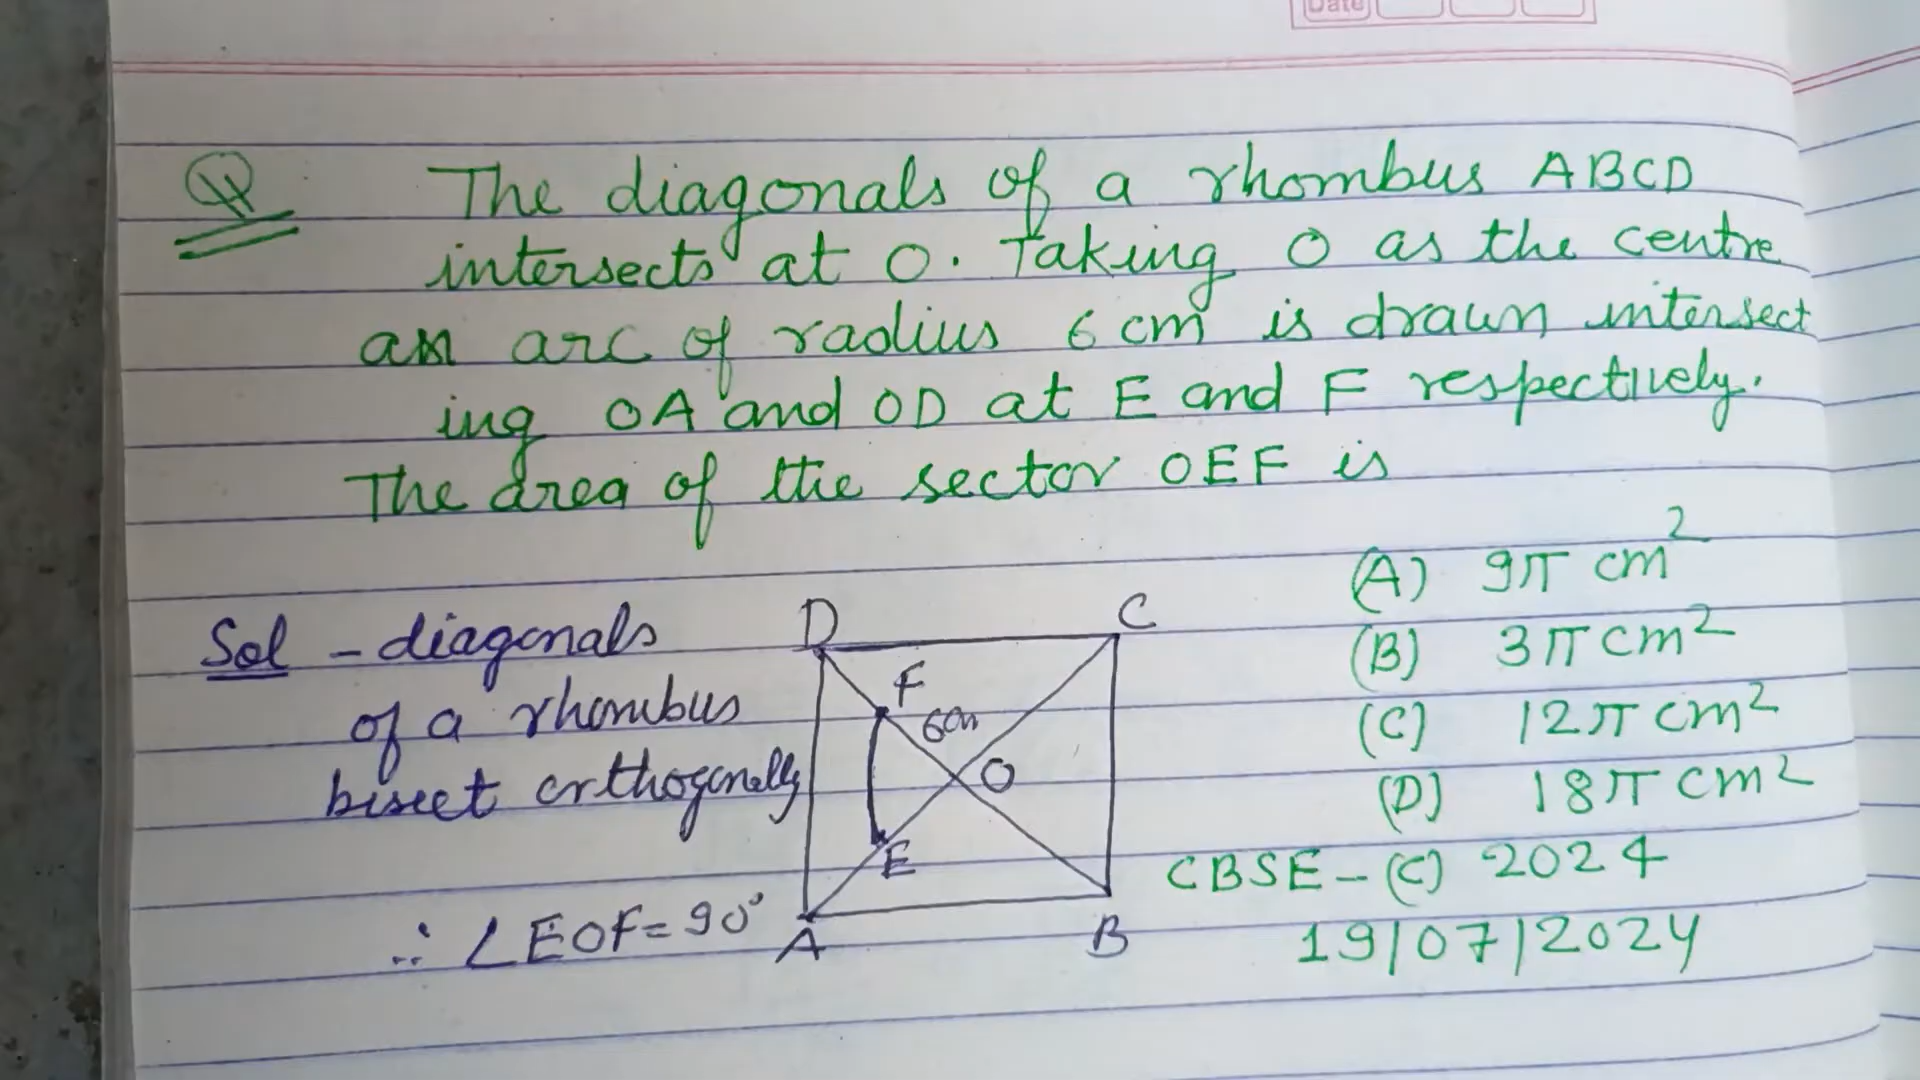 Date
Q The diagonals of a rhombus ABCD
intersects at O. Taking O as the centre
an arc of radius 6 cm is drawn intersect
ing OA and OD at E and F respectively.
The area of the sector OEF is
(A) 9π cm²
(B) 3π cm²
(C) 12π cm²
(D) 18π cm²
CBSE - (C) 2024
19/07/2024
Sol - diagonals
of a rhombus
bisect orthogonally
∴ ∠EOF = 90°
D C
F
6cm
O
E
A B